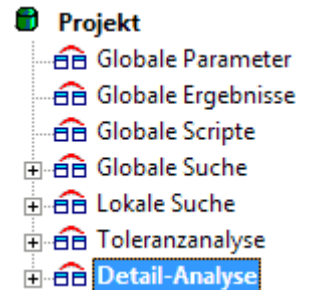 Projekt
Globale Parameter
Globale Ergebnisse
Globale Scripte
Globale Suche
Lokale Suche
Toleranzanalyse
Detail-Analyse